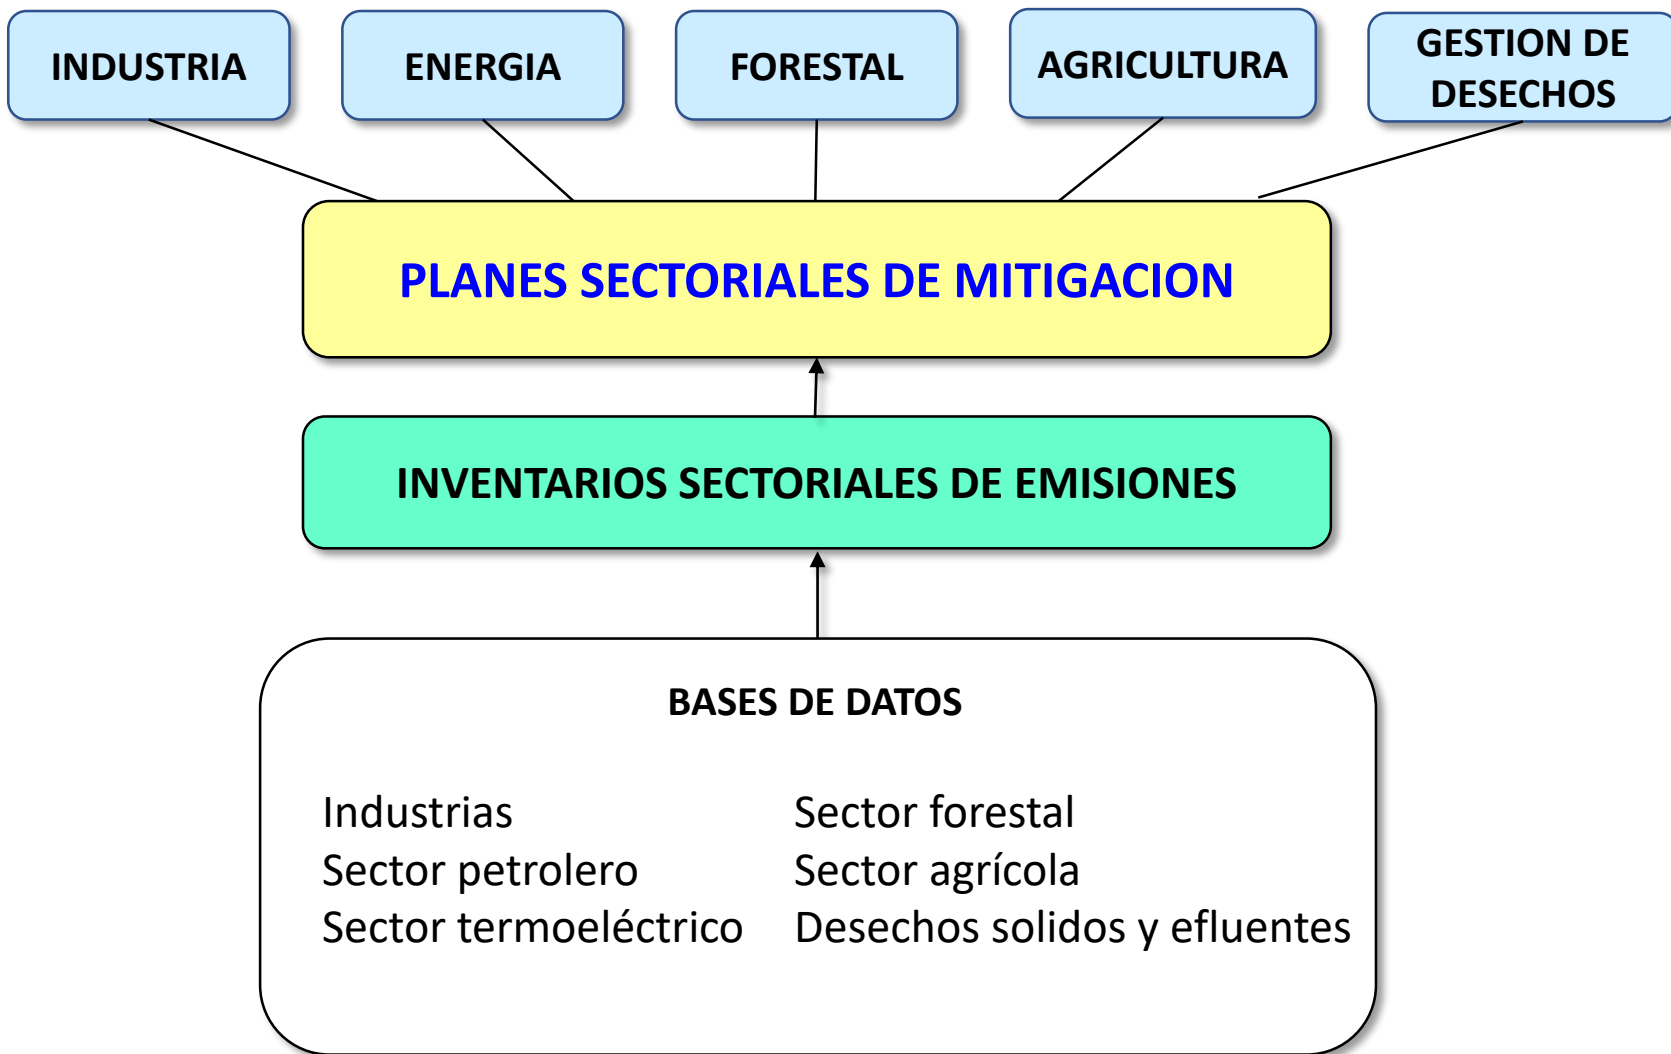 INDUSTRIA
ENERGIA
FORESTAL
AGRICULTURA
GESTION DE
DESECHOS
PLANES SECTORIALES DE MITIGACION
INVENTARIOS SECTORIALES DE EMISIONES
BASES DE DATOS
Industrias
Sector petrolero
Sector termoeléctrico
Sector forestal
Sector agrícola
Desechos solidos y efluentes